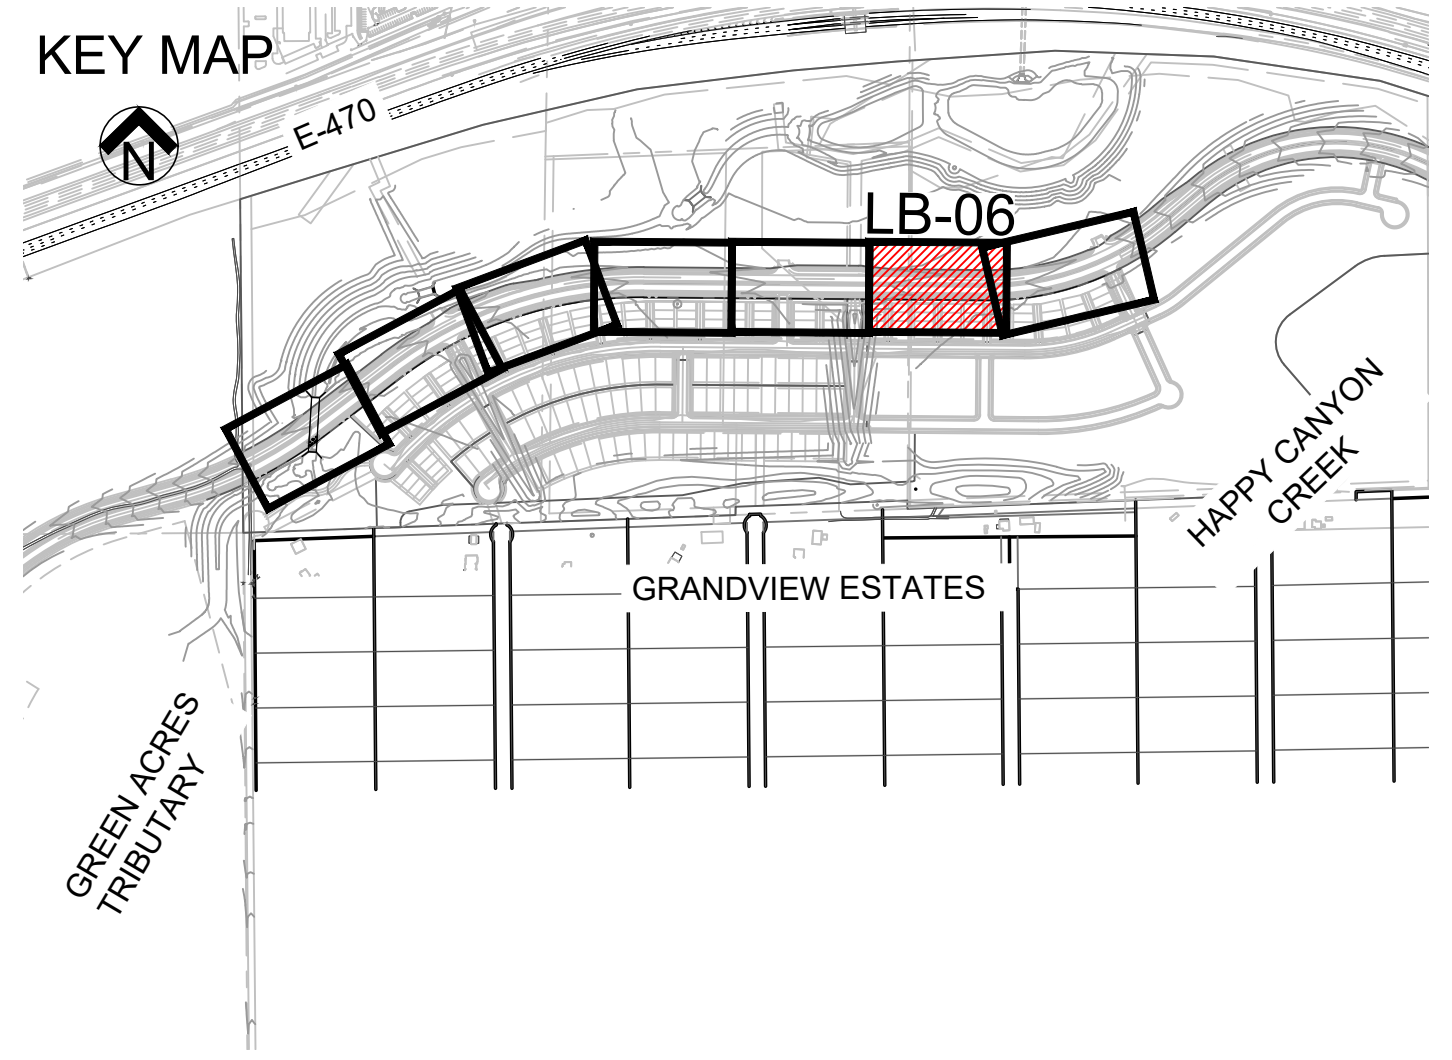 KEY MAP
N
E-470
LB-06
HAPPY CANYON
CREEK
GRANDVIEW ESTATES
GREEN ACRES
TRIBUTARY